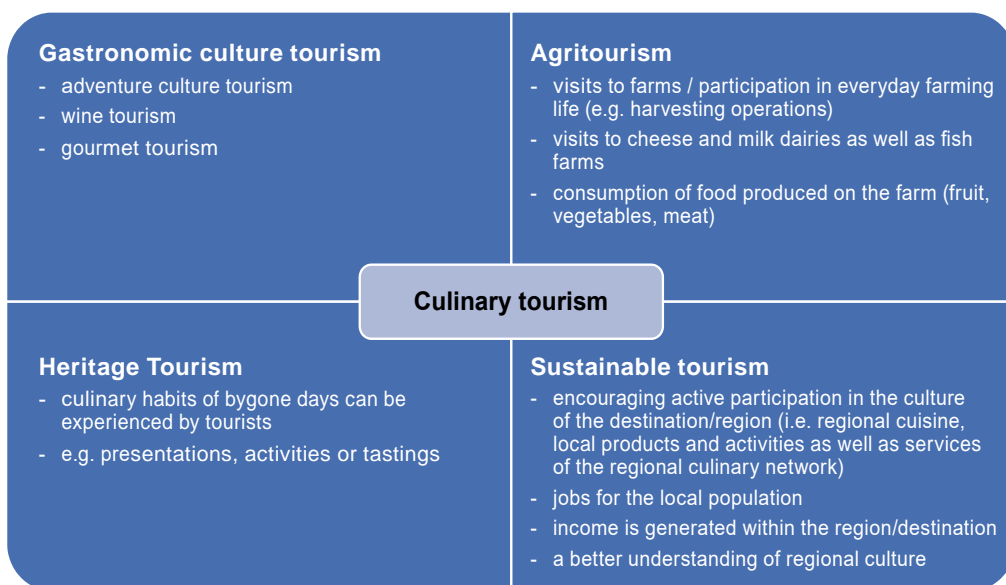 Gastronomic culture tourism
- adventure culture tourism
- wine tourism
- gourmet tourism
Agritourism
- visits to farms / participation in everyday farming
life (e.g. harvesting operations)
- visits to cheese and milk dairies as well as fish
farms
- consumption of food produced on the farm (fruit,
vegetables, meat)
Culinary tourism
Heritage Tourism
- culinary habits of bygone days can be
experienced by tourists
- e.g. presentations, activities or tastings
Sustainable tourism
- encouraging active participation in the culture
of the destination/region (i.e. regional cuisine,
local products and activities as well as services
of the regional culinary network)
- jobs for the local population
- income is generated within the region/destination
- a better understanding of regional culture